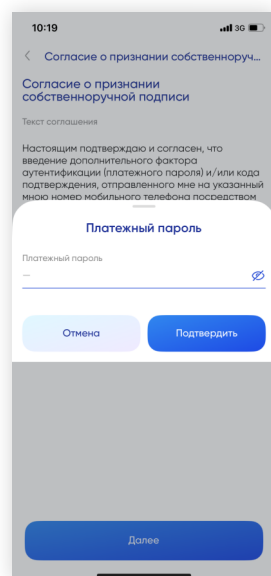 10:19
3G
Согласие о признании собственноруч...
Согласие о признании
собственноручной подписи
Текст соглашения
Настоящим подтверждаю и согласен, что
введение дополнительного фактора
аутентификации (платежного пароля) и/или кода
подтверждения, отправленного мне на указанный
мною номер мобильного телефона посредством
Платежный пароль
Платежный пароль
Отмена
Подтвердить
Далее